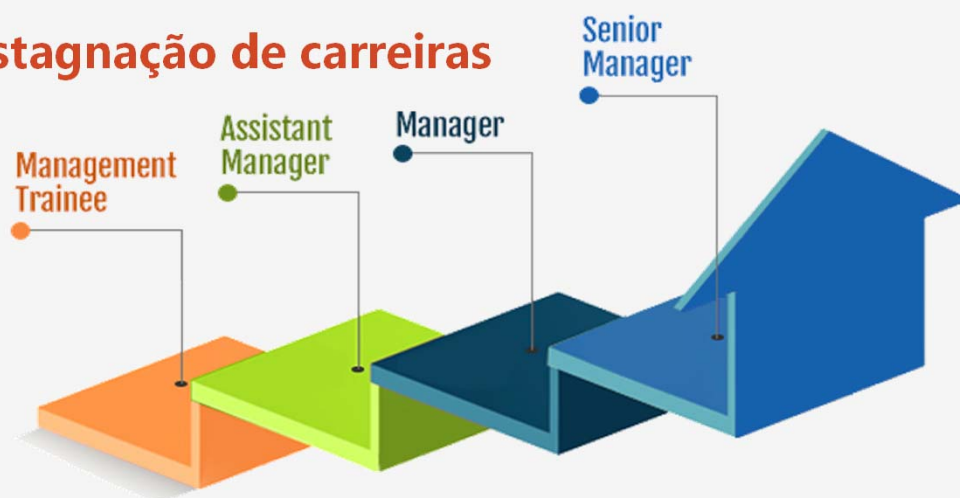 stagnação de carreiras
Senior
Manager
Manager
Assistant
Manager
Management
Trainee